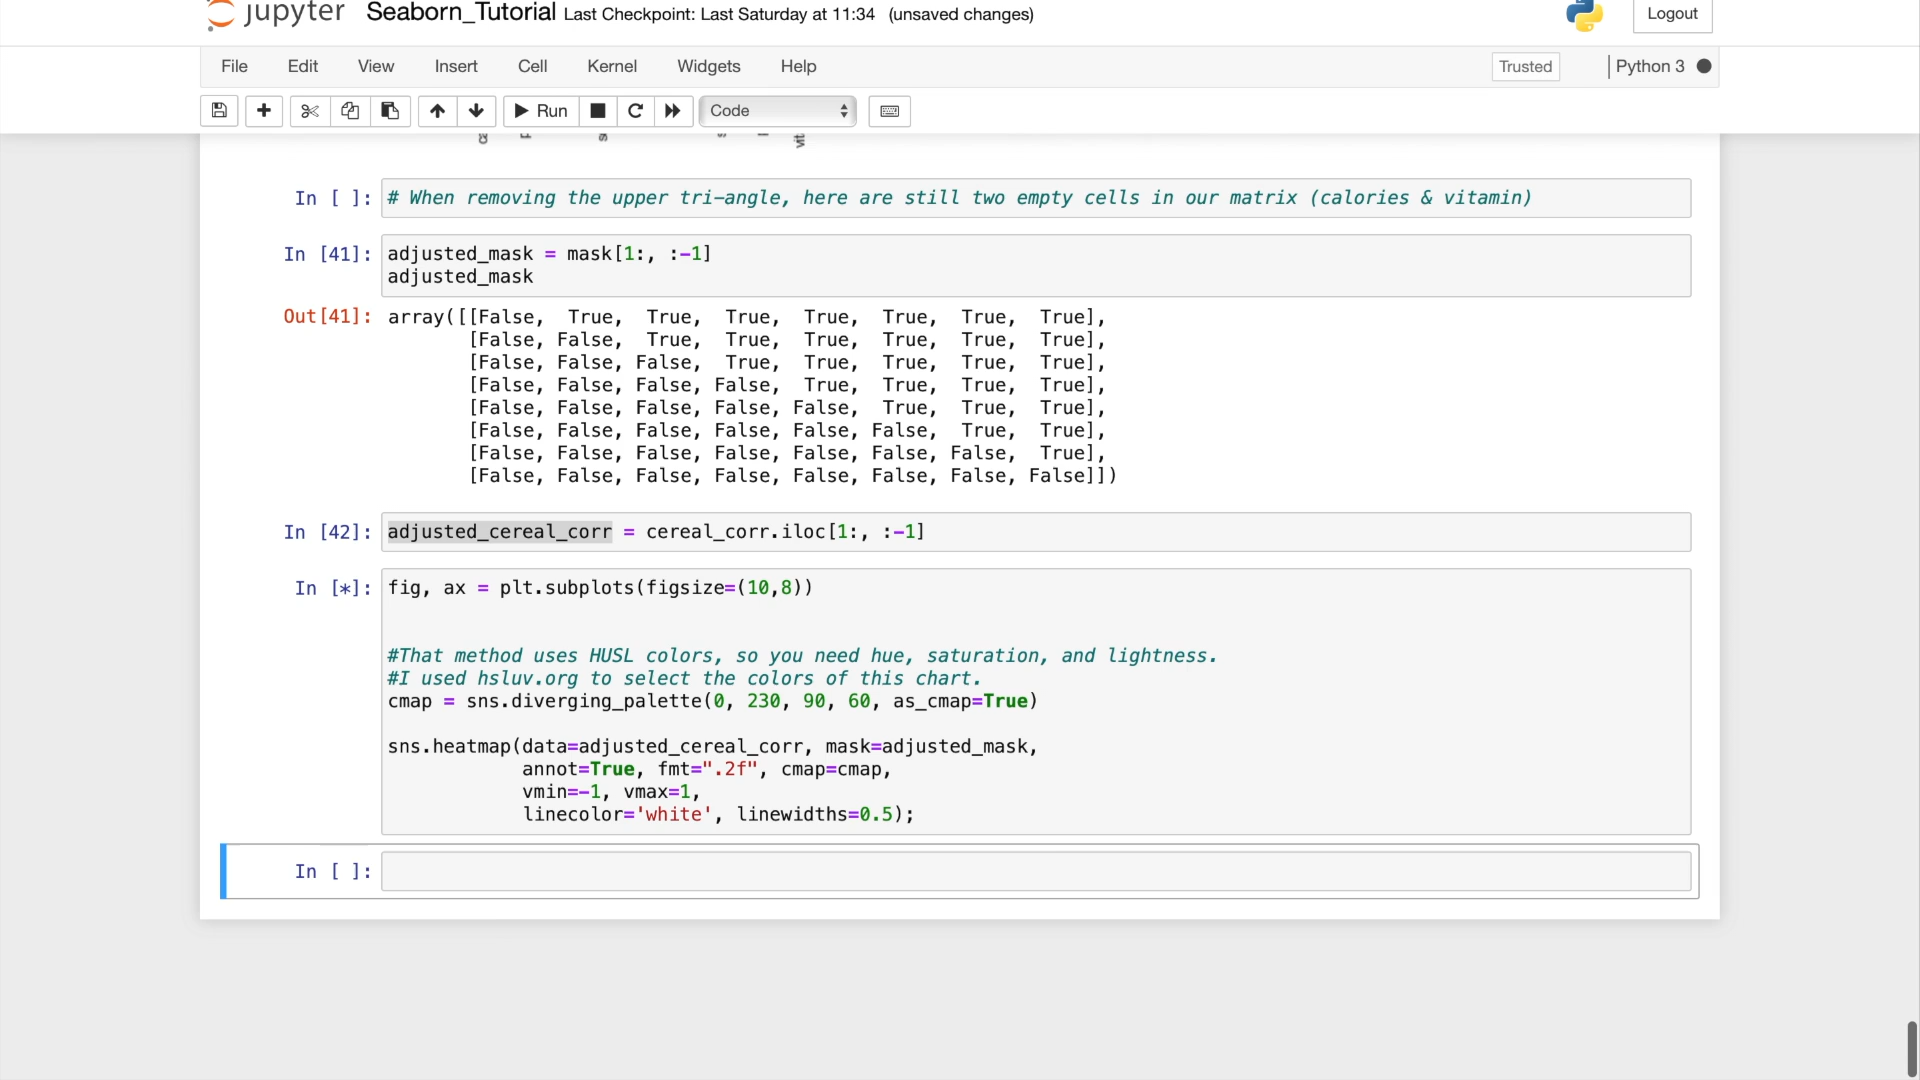 jupyter Seaborn_Tutorial Last Checkpoint: Last Saturday at 11:34 (unsaved changes) Logout
File Edit View Insert Cell Kernel Widgets Help Trusted Python 3
Run Code
In [ ]: # When removing the upper tri-angle, here are still two empty cells in our matrix (calories & vitamin)
In [41]: adjusted_mask = mask[1:, :-1]
adjusted_mask
Out[41]: array([[False,  True,  True,  True,  True,  True,  True,  True],
[False, False,  True,  True,  True,  True,  True,  True],
[False, False, False,  True,  True,  True,  True,  True],
[False, False, False, False,  True,  True,  True,  True],
[False, False, False, False, False,  True,  True,  True],
[False, False, False, False, False, False,  True,  True],
[False, False, False, False, False, False, False,  True],
[False, False, False, False, False, False, False, False]])
In [42]: adjusted_cereal_corr = cereal_corr.iloc[1:, :-1]
In [*]: fig, ax = plt.subplots(figsize=(10,8))
#That method uses HUSL colors, so you need hue, saturation, and lightness.
#I used hsluv.org to select the colors of this chart.
cmap = sns.diverging_palette(0, 230, 90, 60, as_cmap=True)
sns.heatmap(data=adjusted_cereal_corr, mask=adjusted_mask,
annot=True, fmt=".2f", cmap=cmap,
vmin=-1, vmax=1,
linecolor='white', linewidths=0.5);
In [ ]: